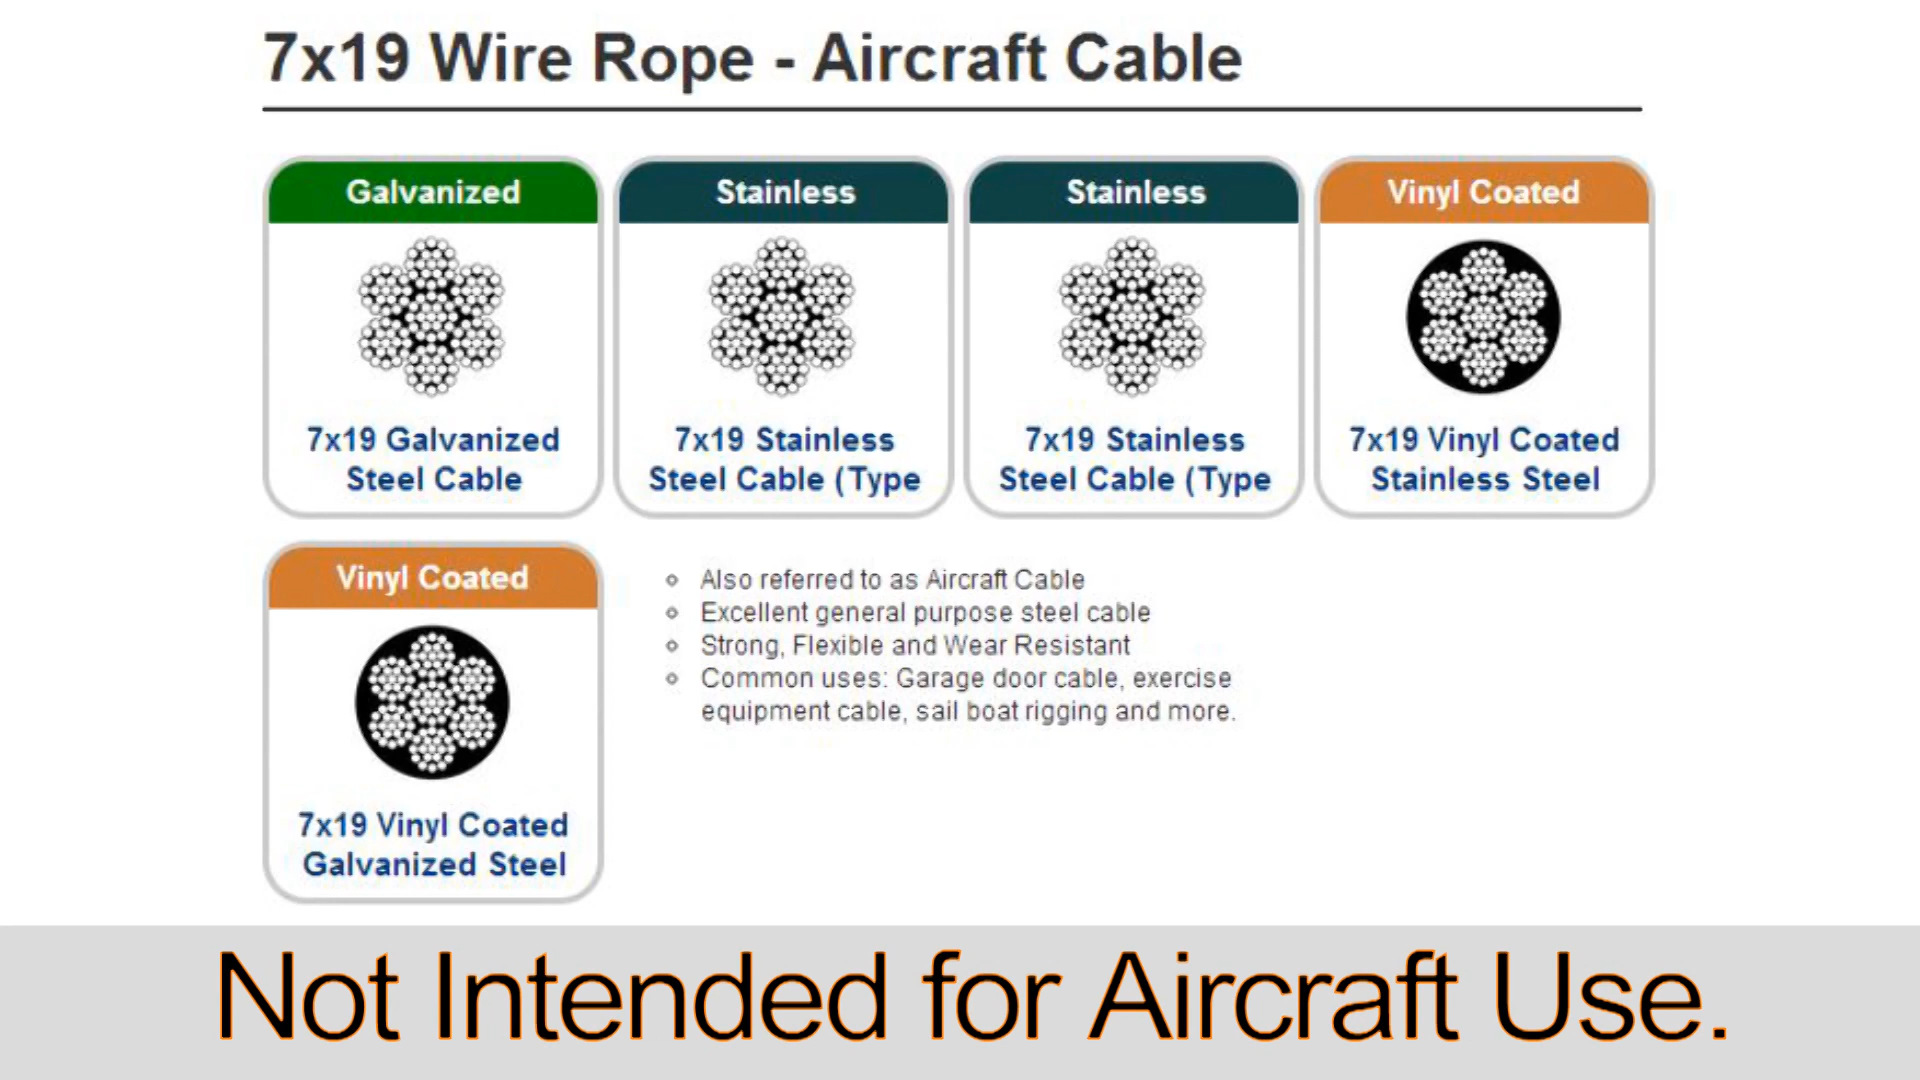 7x19 Wire Rope - Aircraft Cable
Galvanized
7x19 Galvanized
Steel Cable
Stainless
7x19 Stainless
Steel Cable (Type
Stainless
7x19 Stainless
Steel Cable (Type
Vinyl Coated
7x19 Vinyl Coated
Stainless Steel
Vinyl Coated
7x19 Vinyl Coated
Galvanized Steel
Also referred to as Aircraft Cable
Excellent general purpose steel cable
Strong, Flexible and Wear Resistant
Common uses: Garage door cable, exercise
equipment cable, sail boat rigging and more.
Not Intended for Aircraft Use.